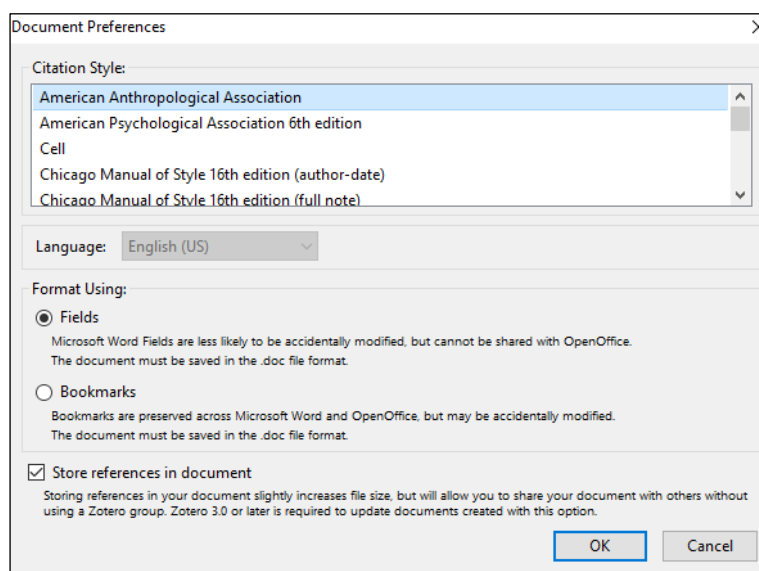 Document Preferences
Citation Style:
American Anthropological Association
American Psychological Association 6th edition
Cell
Chicago Manual of Style 16th edition (author-date)
Chicago Manual of Style 16th edition (full note)
Language: English (US)
Format Using:
Fields
Microsoft Word Fields are less likely to be accidentally modified, but cannot be shared with OpenOffice.
The document must be saved in the .doc file format.
Bookmarks
Bookmarks are preserved across Microsoft Word and OpenOffice, but may be accidentally modified.
The document must be saved in the .doc file format.
Store references in document
Storing references in your document slightly increases file size, but will allow you to share your document with others without
using a Zotero group. Zotero 3.0 or later is required to update documents created with this option.
OK Cancel